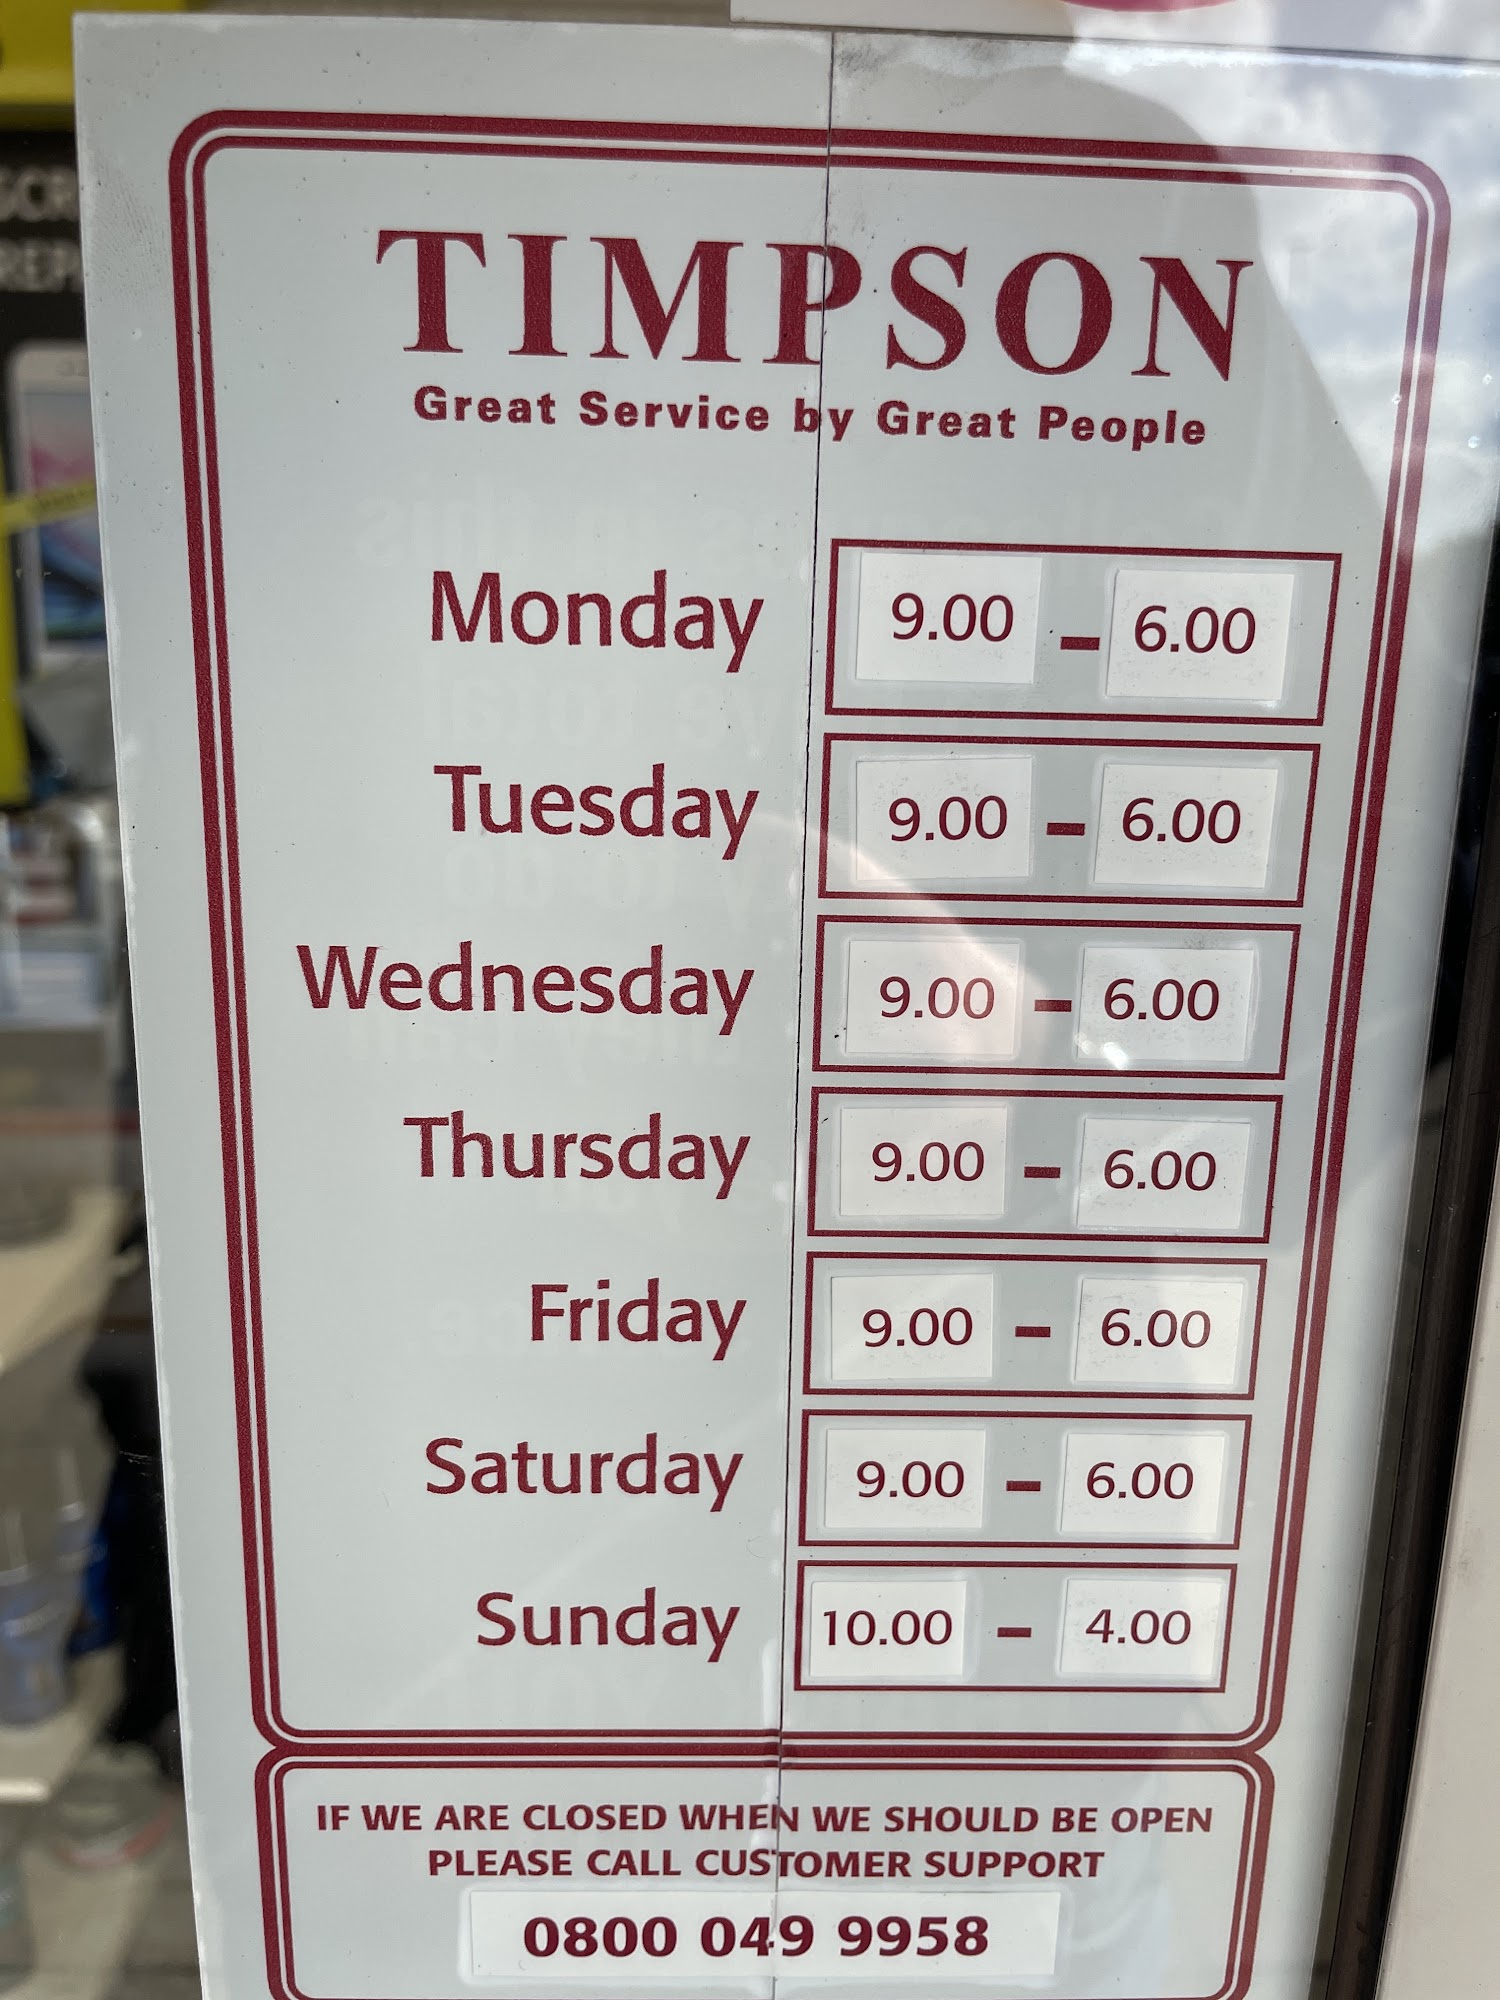 TIMPSON
Great Service by Great People
Monday 9.00 – 6.00
Tuesday 9.00 – 6.00
Wednesday 9.00 – 6.00
Thursday 9.00 – 6.00
Friday 9.00 – 6.00
Saturday 9.00 – 6.00
Sunday 10.00 – 4.00
IF WE ARE CLOSED WHEN WE SHOULD BE OPEN
PLEASE CALL CUSTOMER SUPPORT
0800 049 9958